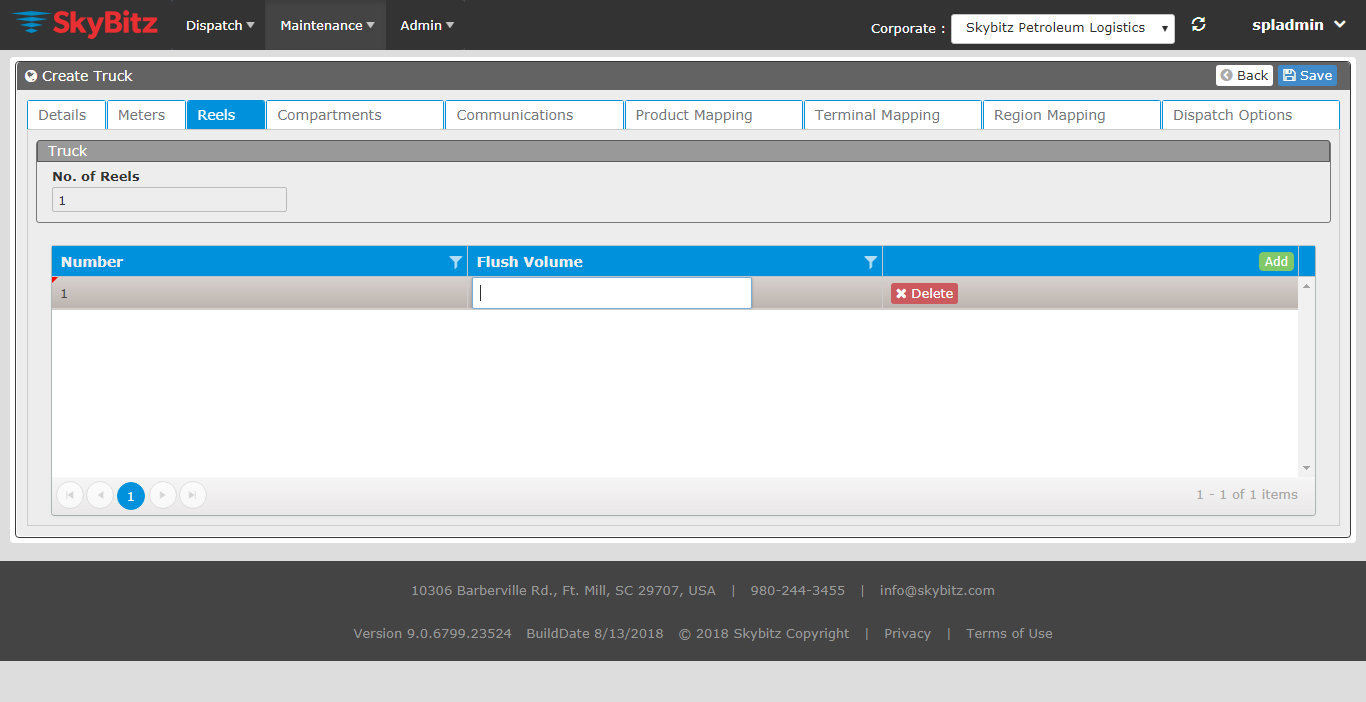 SkyBitz Dispatch Maintenance Admin Corporate : Skybitz Petroleum Logistics spladmin
Create Truck Back Save
Details Meters Reels Compartments Communications Product Mapping Terminal Mapping Region Mapping Dispatch Options
Truck
No. of Reels
1
Number Flush Volume Add
1 Delete
1 1 - 1 of 1 items
10306 Barberville Rd., Ft. Mill, SC 29707, USA | 980-244-3455 | info@skybitz.com
Version 9.0.6799.23524 BuildDate 8/13/2018 © 2018 Skybitz Copyright | Privacy | Terms of Use